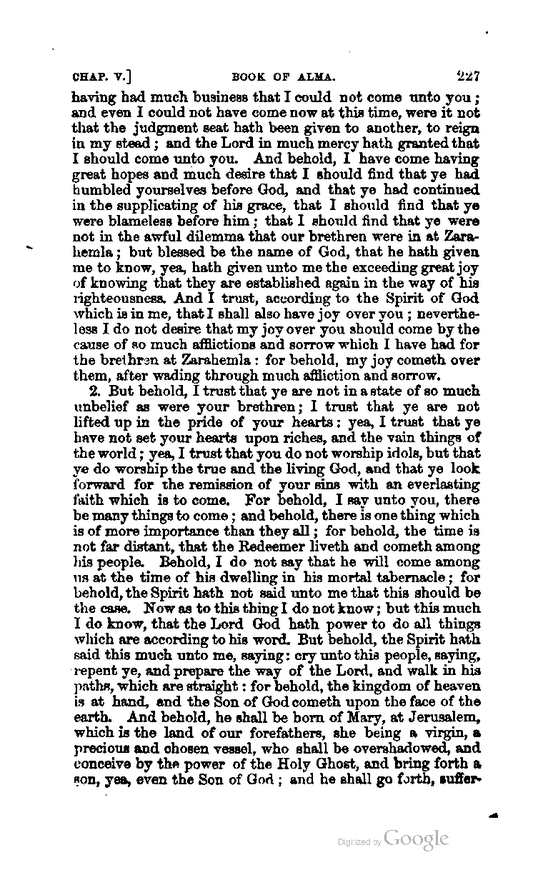 CHAP. V.] BOOK OF ALMA. 227
having had much business that I could not come unto you;
and even I could not have come now at this time, were it not
that the judgment seat hath been given to another, to reign
in my stead; and the Lord in much mercy hath granted that
I should come unto you. And behold, I have come having
great hopes and much desire that I should find that ye had
humbled yourselves before God, and that ye had continued
in the supplicating of his grace, that I should find that ye
were blameless before him; that I should find that ye were
not in the awful dilemma that our brethren were in at Zara-
hemla; but blessed be the name of God, that he hath given
me to know, yea, hath given unto me the exceeding great joy
of knowing that they are established again in the way of his
righteousness. And I trust, according to the Spirit of God
which is in me, that I shall also have joy over you; neverthe-
less I do not desire that my joy over you should come by the
cause of so much afflictions and sorrow which I have had for
the brethren at Zarahemla: for behold, my joy cometh over
them, after wading through much affliction and sorrow.
2. But behold, I trust that ye are not in a state of so much
unbelief as were your brethren; I trust that ye are not
lifted up in the pride of your hearts; yea, I trust that ye
have not set your hearts upon riches, and the vain things of
the world; yea, I trust that you do not worship idols, but that
ye do worship the true and the living God, and that ye look
forward for the remission of your sins with an everlasting
faith which is to come. For behold, I say unto you, there
be many things to come; and behold, there is one thing which
is of more importance than they all; for behold, the time is
not far distant, that the Redeemer liveth and cometh among
his people. Behold, I do not say that he will come among
us at the time of his dwelling in his mortal tabernacle; for
behold, the Spirit hath not said unto me that this should be
the case. Now as to this thing I do not know; but this much
I do know, that the Lord God hath power to do all things
which are according to his word. But behold, the Spirit hath
said this much unto me, saying: cry unto this people, saying,
repent ye, and prepare the way of the Lord, and walk in his
paths, which are straight: for behold, the kingdom of heaven
is at hand, and the Son of God cometh upon the face of the
earth. And behold, he shall be born of Mary, at Jerusalem,
which is the land of our forefathers, she being a virgin, a
precious and chosen vessel, who shall be overshadowed, and
conceive by the power of the Holy Ghost, and bring forth a
son, yea, even the Son of God; and he shall go forth, suffer-
Digitized by Google